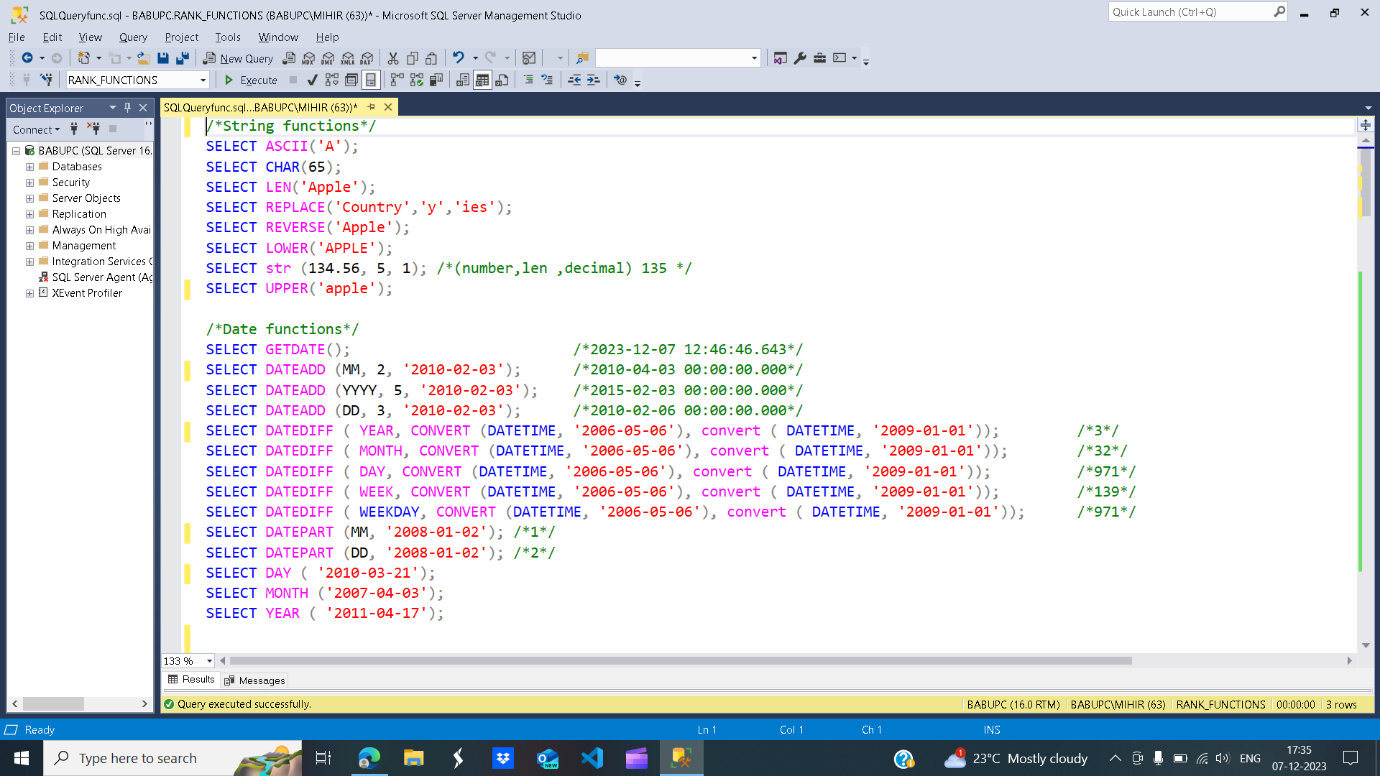 SQLQueryfunc.sql - BABUPC.RANK_FUNCTIONS (BABUPC\MIHIR (63))* - Microsoft SQL Server Management Studio
Quick Launch (Ctrl+Q)
File Edit View Query Project Tools Window Help
New Query
RANK_FUNCTIONS Execute
Object Explorer
SQLQueryfunc.sql...BABUPC\MIHIR (63))*
Connect
BABUPC (SQL Server 16.
Databases
Security
Server Objects
Replication
Always On High Avai
Management
Integration Services C
SQL Server Agent (Ag
XEvent Profiler
/*String functions*/
SELECT ASCII('A');
SELECT CHAR(65);
SELECT LEN('Apple');
SELECT REPLACE('Country','y','ies');
SELECT REVERSE('Apple');
SELECT LOWER('APPLE');
SELECT str (134.56, 5, 1); /*(number,len ,decimal) 135 */
SELECT UPPER('apple');
/*Date functions*/
SELECT GETDATE(); /*2023-12-07 12:46:46.643*/
SELECT DATEADD (MM, 2, '2010-02-03'); /*2010-04-03 00:00:00.000*/
SELECT DATEADD (YYYY, 5, '2010-02-03'); /*2015-02-03 00:00:00.000*/
SELECT DATEADD (DD, 3, '2010-02-03'); /*2010-02-06 00:00:00.000*/
SELECT DATEDIFF ( YEAR, CONVERT (DATETIME, '2006-05-06'), convert ( DATETIME, '2009-01-01')); /*3*/
SELECT DATEDIFF ( MONTH, CONVERT (DATETIME, '2006-05-06'), convert ( DATETIME, '2009-01-01')); /*32*/
SELECT DATEDIFF ( DAY, CONVERT (DATETIME, '2006-05-06'), convert ( DATETIME, '2009-01-01')); /*971*/
SELECT DATEDIFF ( WEEK, CONVERT (DATETIME, '2006-05-06'), convert ( DATETIME, '2009-01-01')); /*139*/
SELECT DATEDIFF ( WEEKDAY, CONVERT (DATETIME, '2006-05-06'), convert ( DATETIME, '2009-01-01')); /*971*/
SELECT DATEPART (MM, '2008-01-02'); /*1*/
SELECT DATEPART (DD, '2008-01-02'); /*2*/
SELECT DAY ( '2010-03-21');
SELECT MONTH ('2007-04-03');
SELECT YEAR ( '2011-04-17');
133 %
Results Messages
Query executed successfully. BABUPC (16.0 RTM) BABUPC\MIHIR (63) RANK_FUNCTIONS 00:00:00 3 rows
Ready Ln 1 Col 1 Ch 1 INS
Type here to search
NEW
1
23°C Mostly cloudy
ENG
17:35
07-12-2023